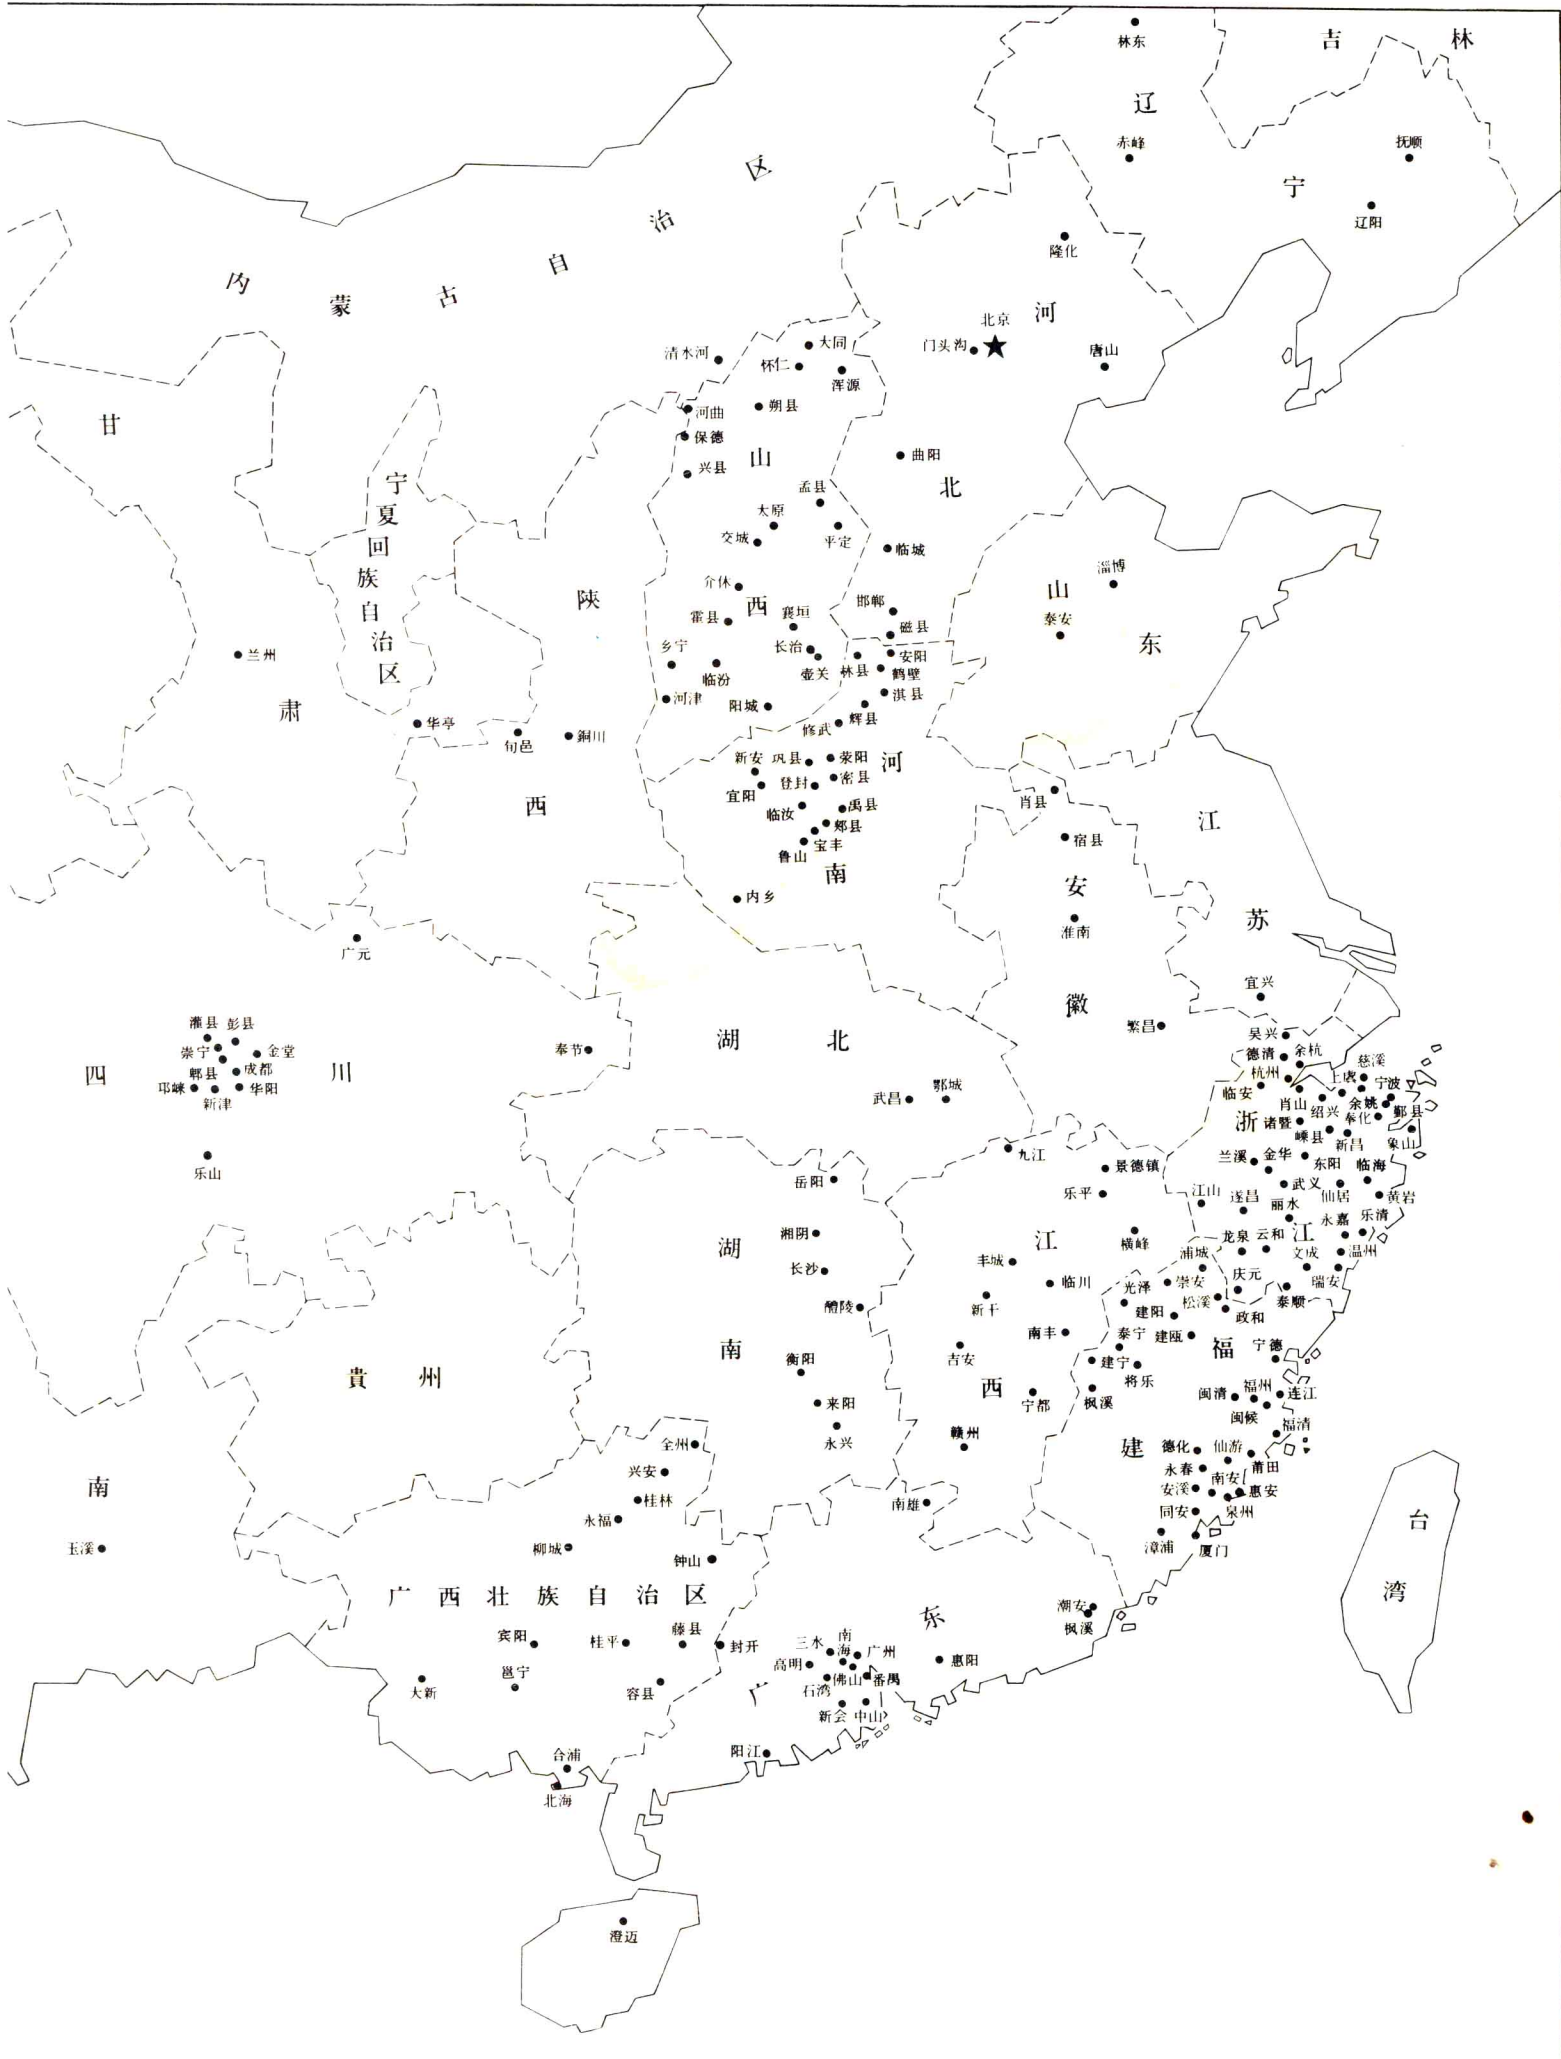 吉林
林东
辽宁
赤峰
抚顺
辽阳
隆化
内蒙古自治区
河北
北京
门头沟
唐山
清水河
大同
怀仁
浑源
河曲
朔县
保德
兴县
山西
曲阳
盂县
太原
交城
平定
临城
介休
霍县
襄垣
邯郸
磁县
乡宁
临汾
长治
壶关
林县
安阳
鹤壁
淇县
河津
阳城
修武
辉县
甘肃
宁夏回族自治区
兰州
华亭
陕西
旬邑
銅川
山东
淄博
泰安
河南
新安
巩县
荥阳
宜阳
登封
密县
临汝
禹县
郏县
宝丰
鲁山
内乡
江苏
肖县
宿县
安徽
淮南
宜兴
繁昌
广元
四川
灌县
彭县
崇宁
金堂
郫县
成都
邛崃
新津
华阳
奉节
乐山
湖北
武昌
鄂城
吴兴
德清
余杭
杭州
临安
慈溪
上虞
宁波
肖山
绍兴
余姚
鄞县
奉化
浙江
诸暨
嵊县
新昌
象山
兰溪
金华
东阳
临海
武义
仙居
黄岩
江山
遂昌
丽水
永嘉
乐清
龙泉
云和
文成
温州
浦城
庆元
瑞安
泰顺
九江
景德镇
乐平
江西
横峰
丰城
临川
新干
南丰
吉安
宁都
赣州
岳阳
湘阴
湖南
长沙
醴陵
衡阳
来阳
永兴
光泽
崇安
松溪
建阳
政和
泰宁
建瓯
福建
宁德
建宁
将乐
枫溪
闽清
福州
连江
闽候
福清
德化
仙游
永春
莆田
安溪
南安
惠安
同安
泉州
漳浦
厦门
台湾
貴州
南
玉溪
全州
兴安
桂林
永福
柳城
钟山
广西壮族自治区
宾阳
桂平
藤县
封开
邕宁
大新
容县
合浦
北海
南雄
广东
潮安
枫溪
三水
南海
广州
高明
佛山
番禺
石湾
惠阳
新会
中山
阳江
澄迈